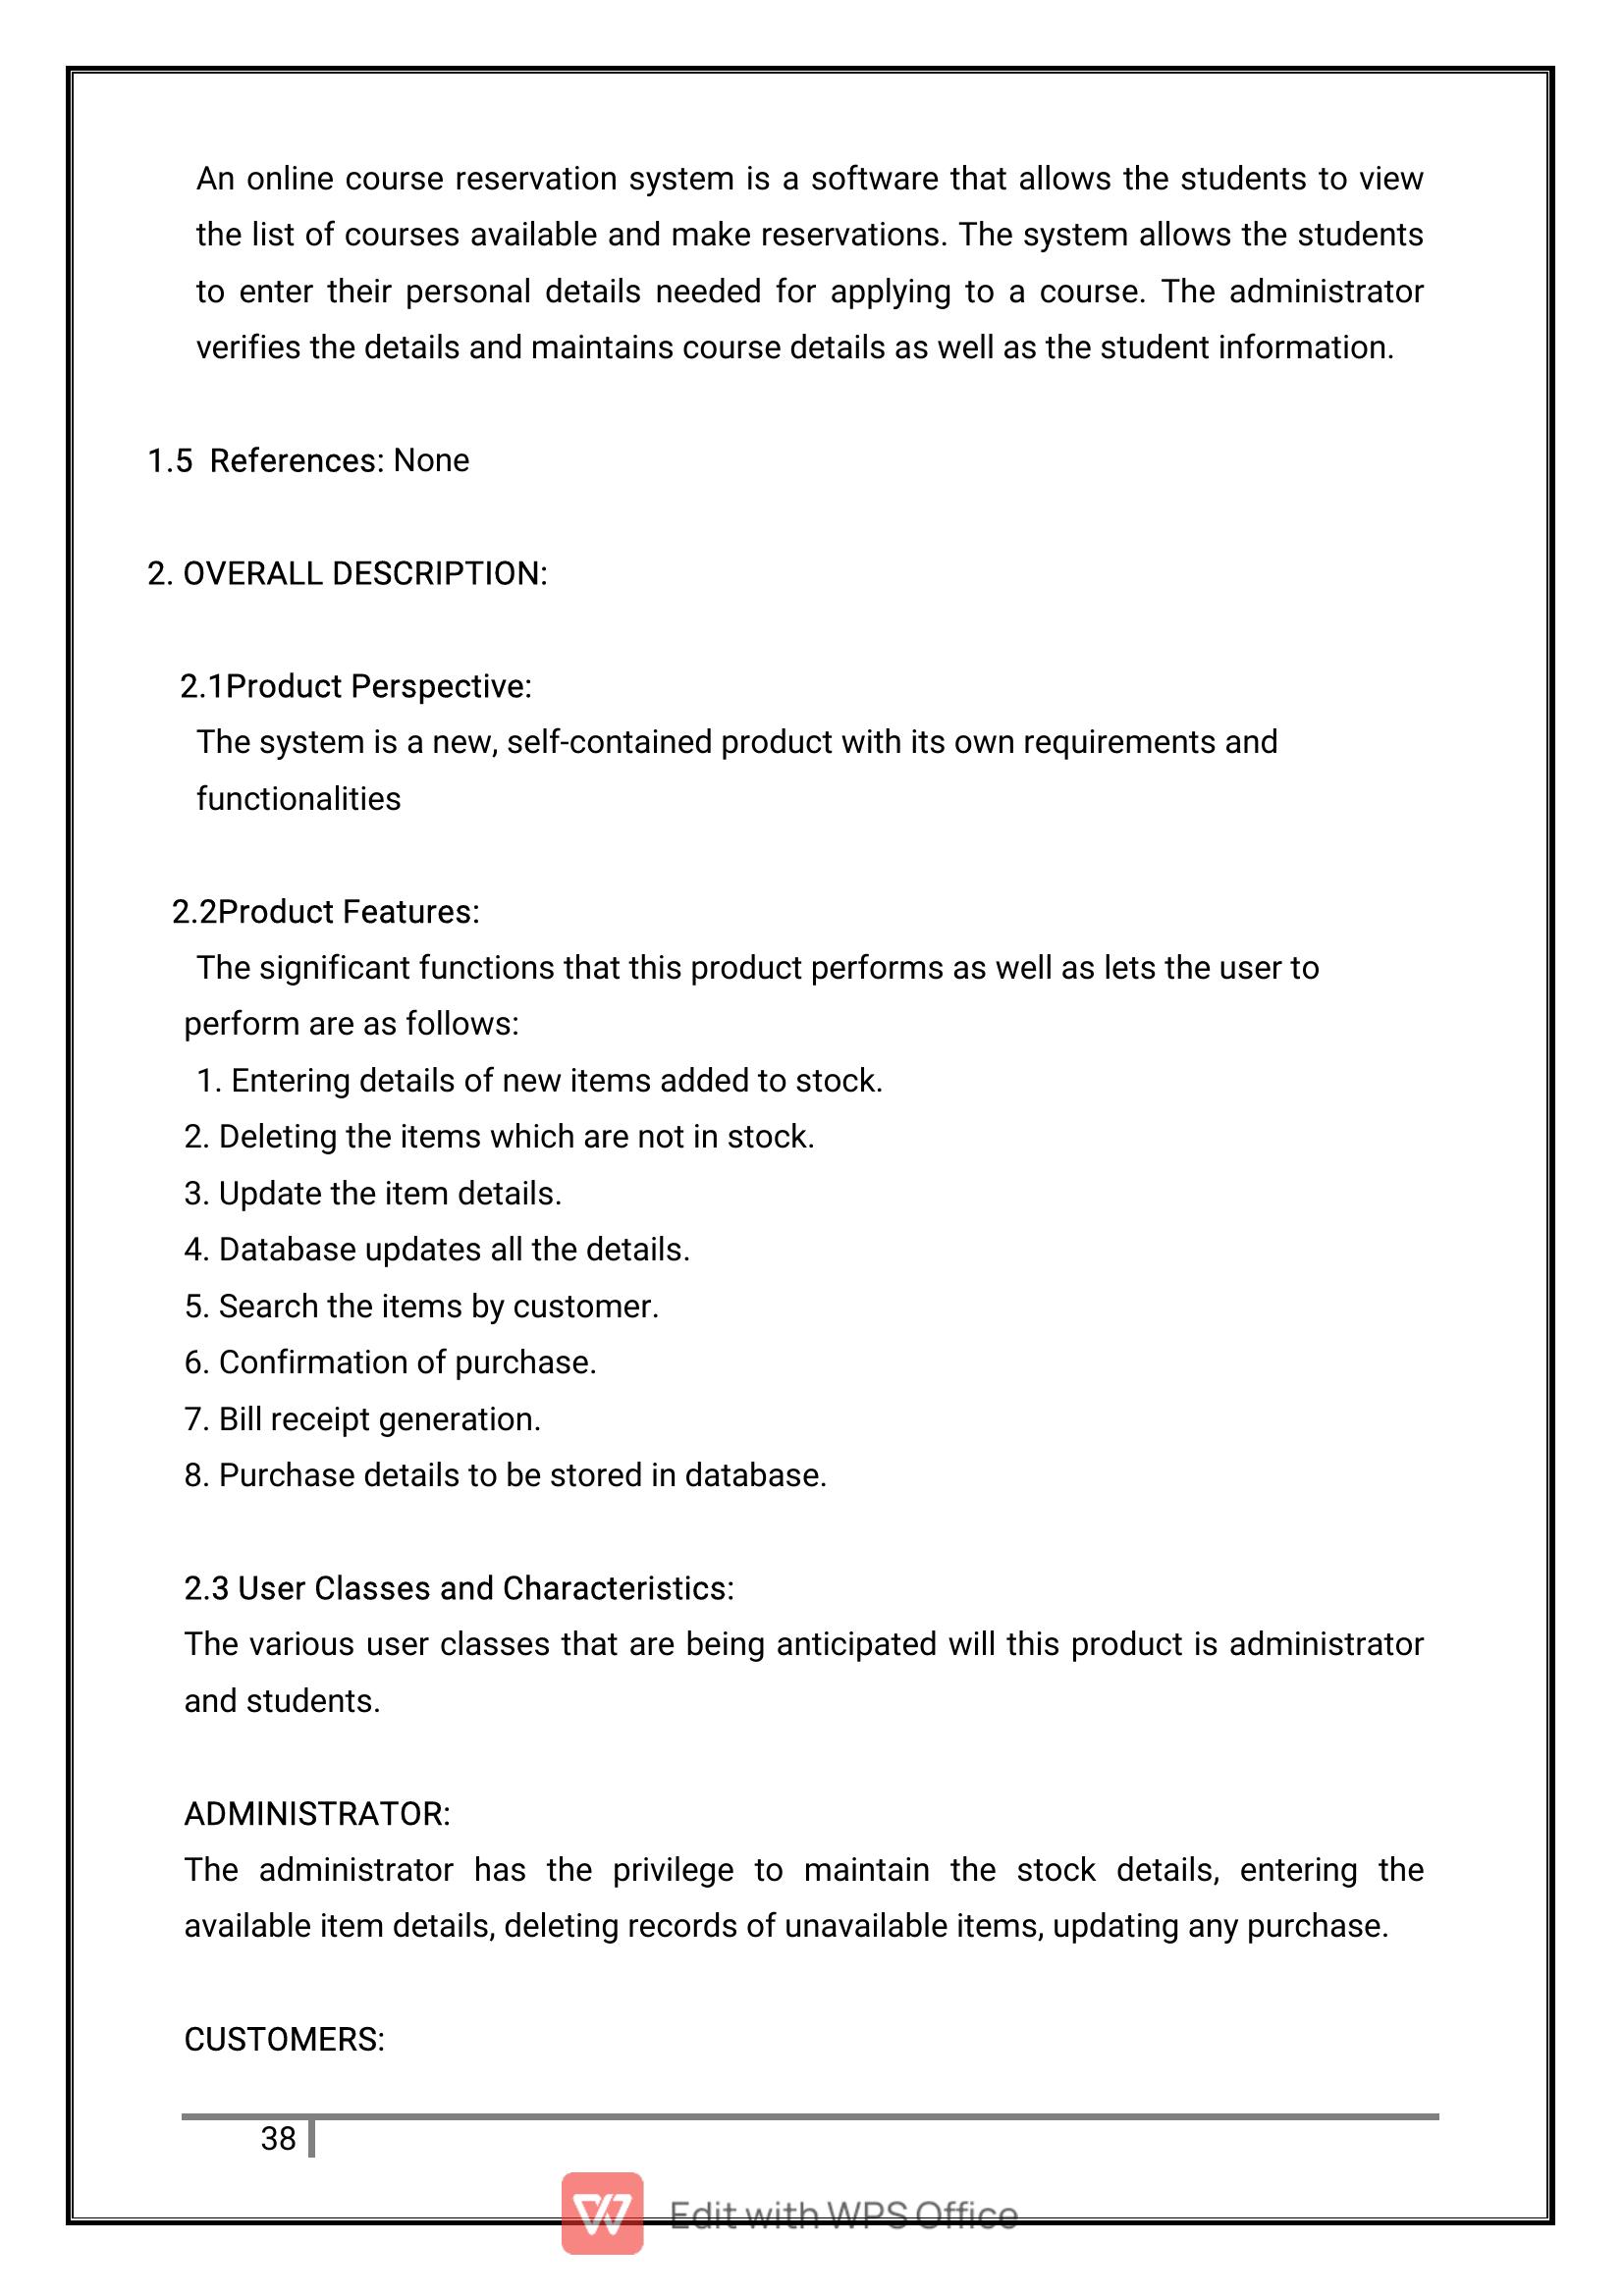 An online course reservation system is a software that allows the students to view
the list of courses available and make reservations. The system allows the students
to enter their personal details needed for applying to a course. The administrator
verifies the details and maintains course details as well as the student information.
1.5 References: None
2. OVERALL DESCRIPTION:
2.1Product Perspective:
The system is a new, self-contained product with its own requirements and
functionalities
2.2Product Features:
The significant functions that this product performs as well as lets the user to
perform are as follows:
1. Entering details of new items added to stock.
2. Deleting the items which are not in stock.
3. Update the item details.
4. Database updates all the details.
5. Search the items by customer.
6. Confirmation of purchase.
7. Bill receipt generation.
8. Purchase details to be stored in database.
2.3 User Classes and Characteristics:
The various user classes that are being anticipated will this product is administrator
and students.
ADMINISTRATOR:
The administrator has the privilege to maintain the stock details, entering the
available item details, deleting records of unavailable items, updating any purchase.
CUSTOMERS:
38
Edit with WPS Office